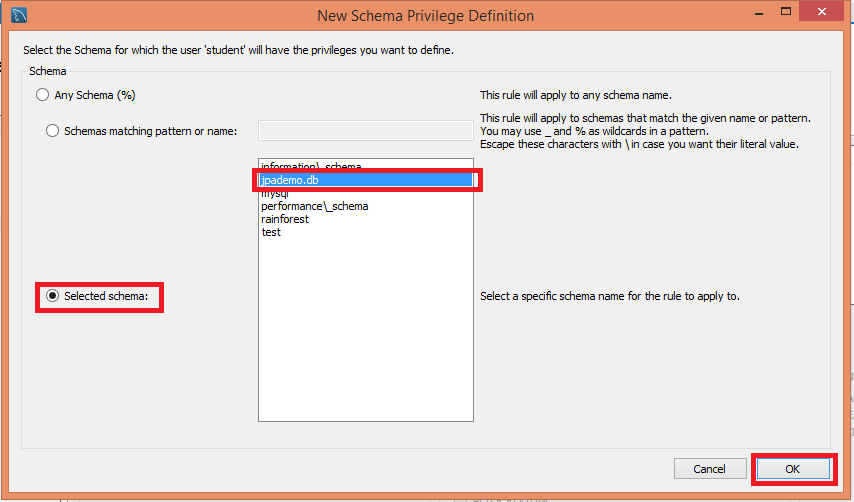 New Schema Privilege Definition
Select the Schema for which the user 'student' will have the privileges you want to define.
Schema
Any Schema (%)
This rule will apply to any schema name.
Schemas matching pattern or name:
This rule will apply to schemas that match the given name or pattern.
You may use _ and % as wildcards in a pattern.
Escape these characters with \ in case you want their literal value.
information\_schema
jpademo.db
mysql
performance\_schema
rainforest
test
Selected schema:
Select a specific schema name for the rule to apply to.
Cancel
OK